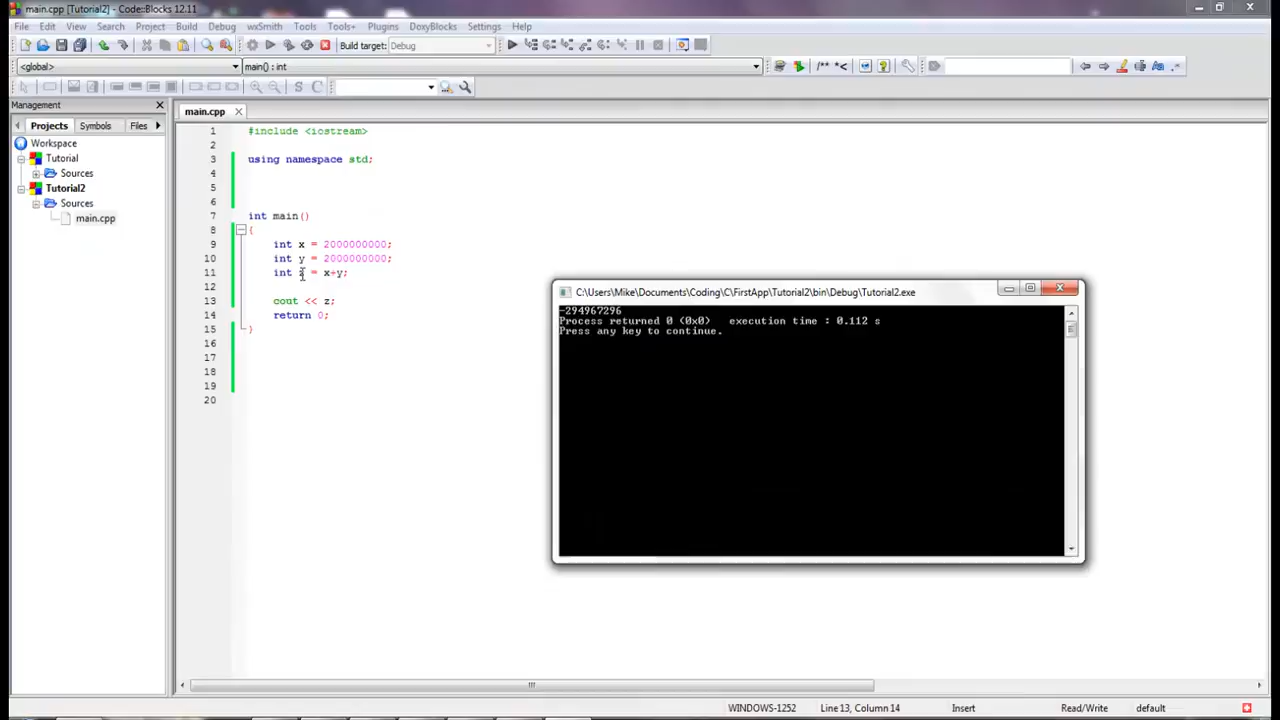 main.cpp [Tutorial2] - Code::Blocks 12.11
File Edit View Search Project Build Debug wxSmith Tools Tools+ Plugins DoxyBlocks Settings Help
Build target: Debug
<global> main() : int /** *<
S C
Management
Projects Symbols Files
main.cpp
Workspace
Tutorial
Sources
Tutorial2
Sources
main.cpp
1 #include <iostream>
2
3 using namespace std;
4
5
6
7 int main()
8 {
9 int x = 2000000000;
10 int y = 2000000000;
11 int z = x+y;
12
13 cout << z;
14 return 0;
15 }
16
17
18
19
20
C:\Users\Mike\Documents\Coding\C\FirstApp\Tutorial2\bin\Debug\Tutorial2.exe
-294967296
Process returned 0 (0x0) execution time : 0.112 s
Press any key to continue.
WINDOWS-1252 Line 13, Column 14 Insert Read/Write default